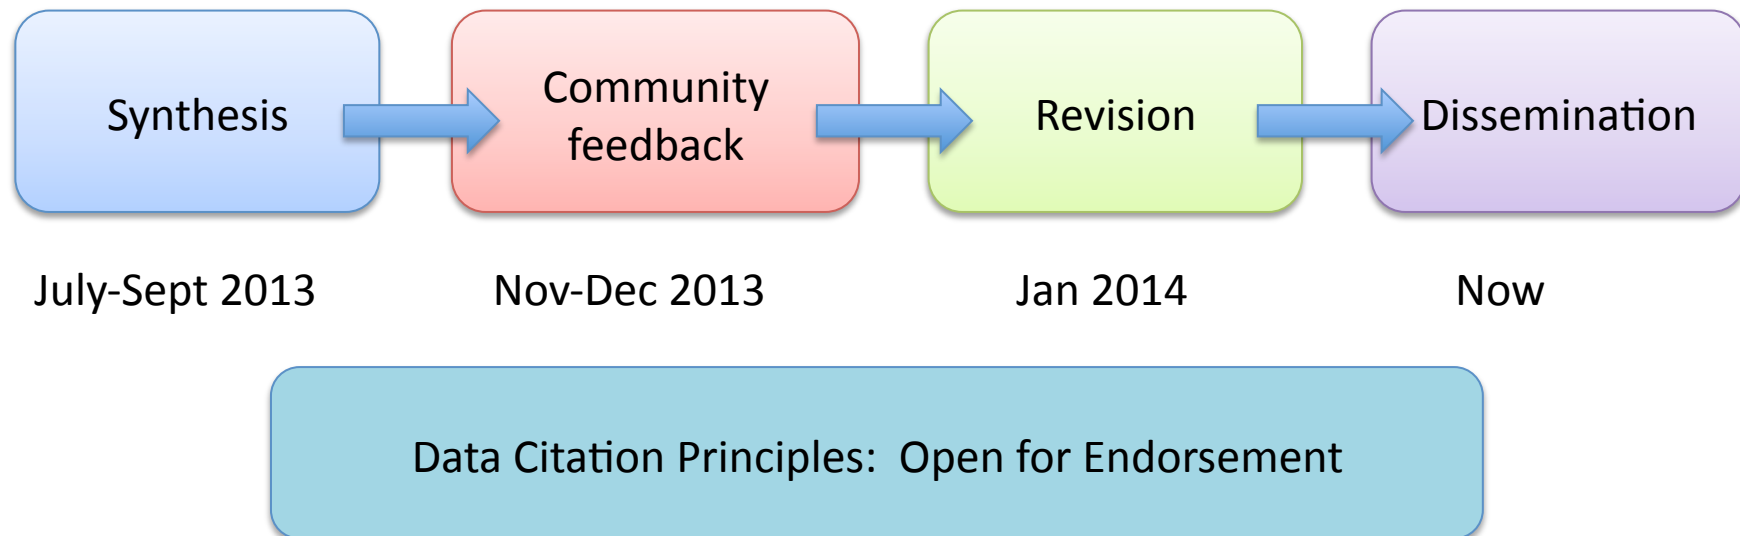 Synthesis
Community
feedback
Revision
Dissemination
July-Sept 2013
Nov-Dec 2013
Jan 2014
Now
Data Citation Principles:  Open for Endorsement